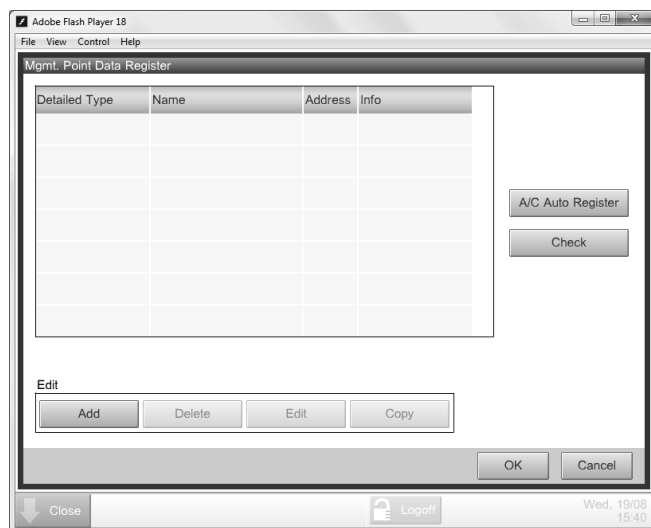 Adobe Flash Player 18
File View Control Help
Mgmt. Point Data Register
Detailed Type Name Address Info
A/C Auto Register
Check
Edit
Add Delete Edit Copy
OK Cancel
Close Logoff Wed, 19/08
15:40